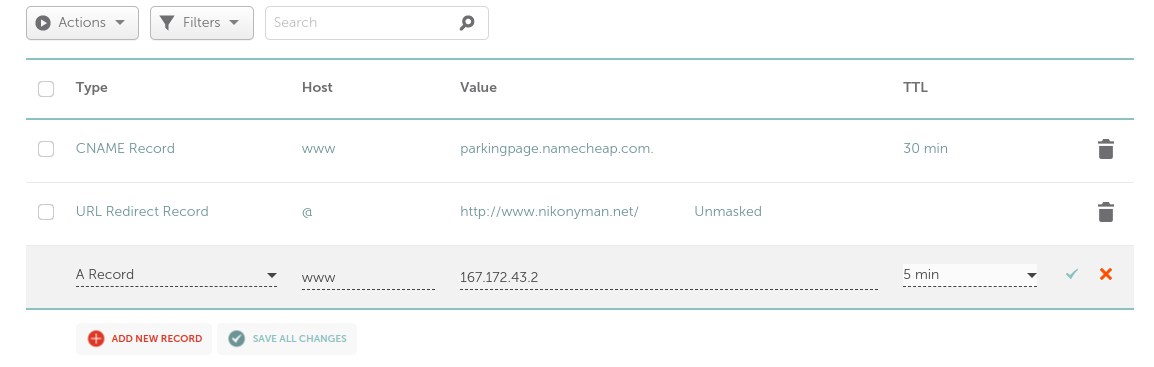 Actions Filters Search
Type Host Value TTL
CNAME Record www parkingpage.namecheap.com. 30 min
URL Redirect Record @ http://www.nikonyman.net/ Unmasked
A Record www 167.172.43.2 5 min
ADD NEW RECORD SAVE ALL CHANGES